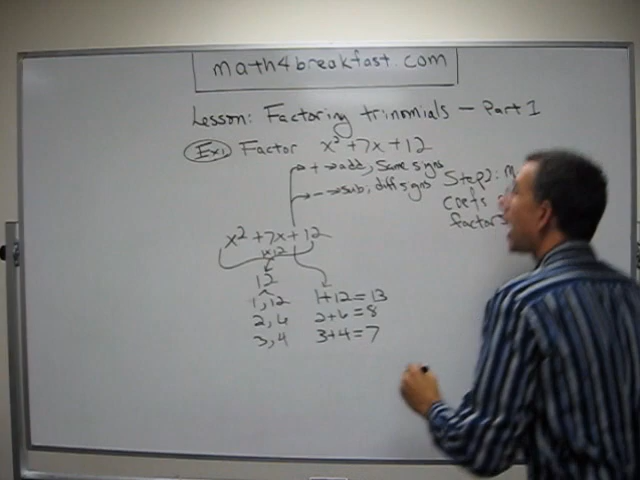 math4breakfast.com
Lesson: Factoring trinomials - Part 1
Ex: Factor x² + 7x + 12
+ → add, Same signs
- → sub, diff signs
Step 2: M
coefs
factors
x² + 7x + 12
x12
12
1, 12 1+12=13
2, 6 2+6=8
3, 4 3+4=7